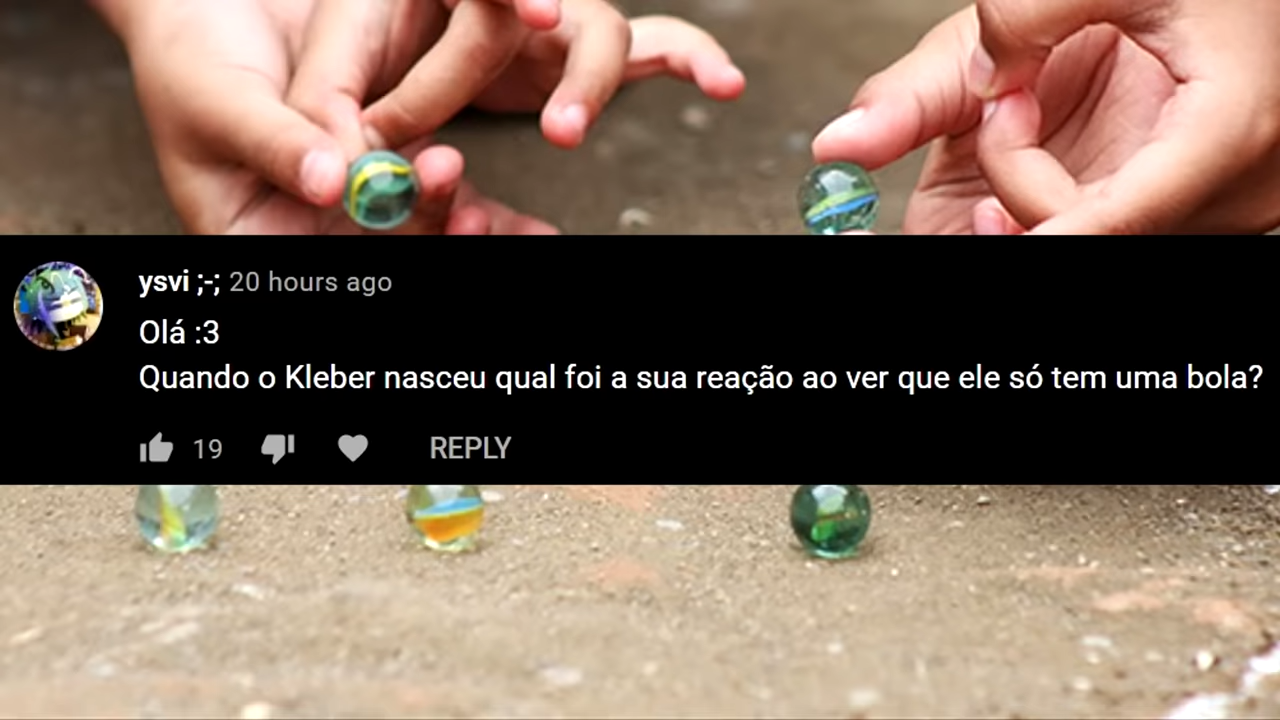 ysvi ;-; 20 hours ago
Olá :3
Quando o Kleber nasceu qual foi a sua reação ao ver que ele só tem uma bola?
19 REPLY